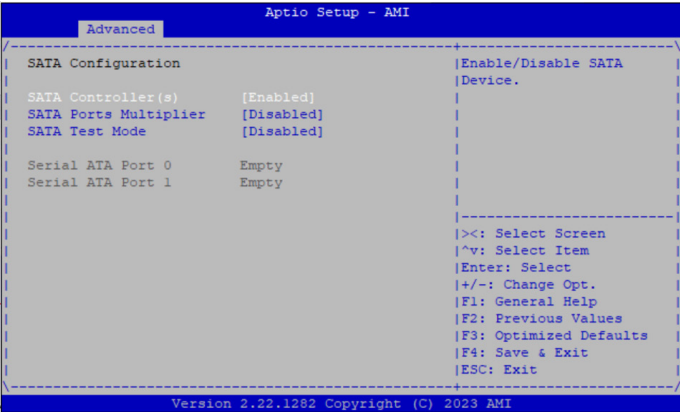 Aptio Setup - AMI
Advanced
SATA Configuration
SATA Controller(s) [Enabled]
SATA Ports Multiplier [Disabled]
SATA Test Mode [Disabled]
Serial ATA Port 0 Empty
Serial ATA Port 1 Empty
Enable/Disable SATA
Device.
><: Select Screen
^v: Select Item
Enter: Select
+/-: Change Opt.
F1: General Help
F2: Previous Values
F3: Optimized Defaults
F4: Save & Exit
ESC: Exit
Version 2.22.1282 Copyright (C) 2023 AMI